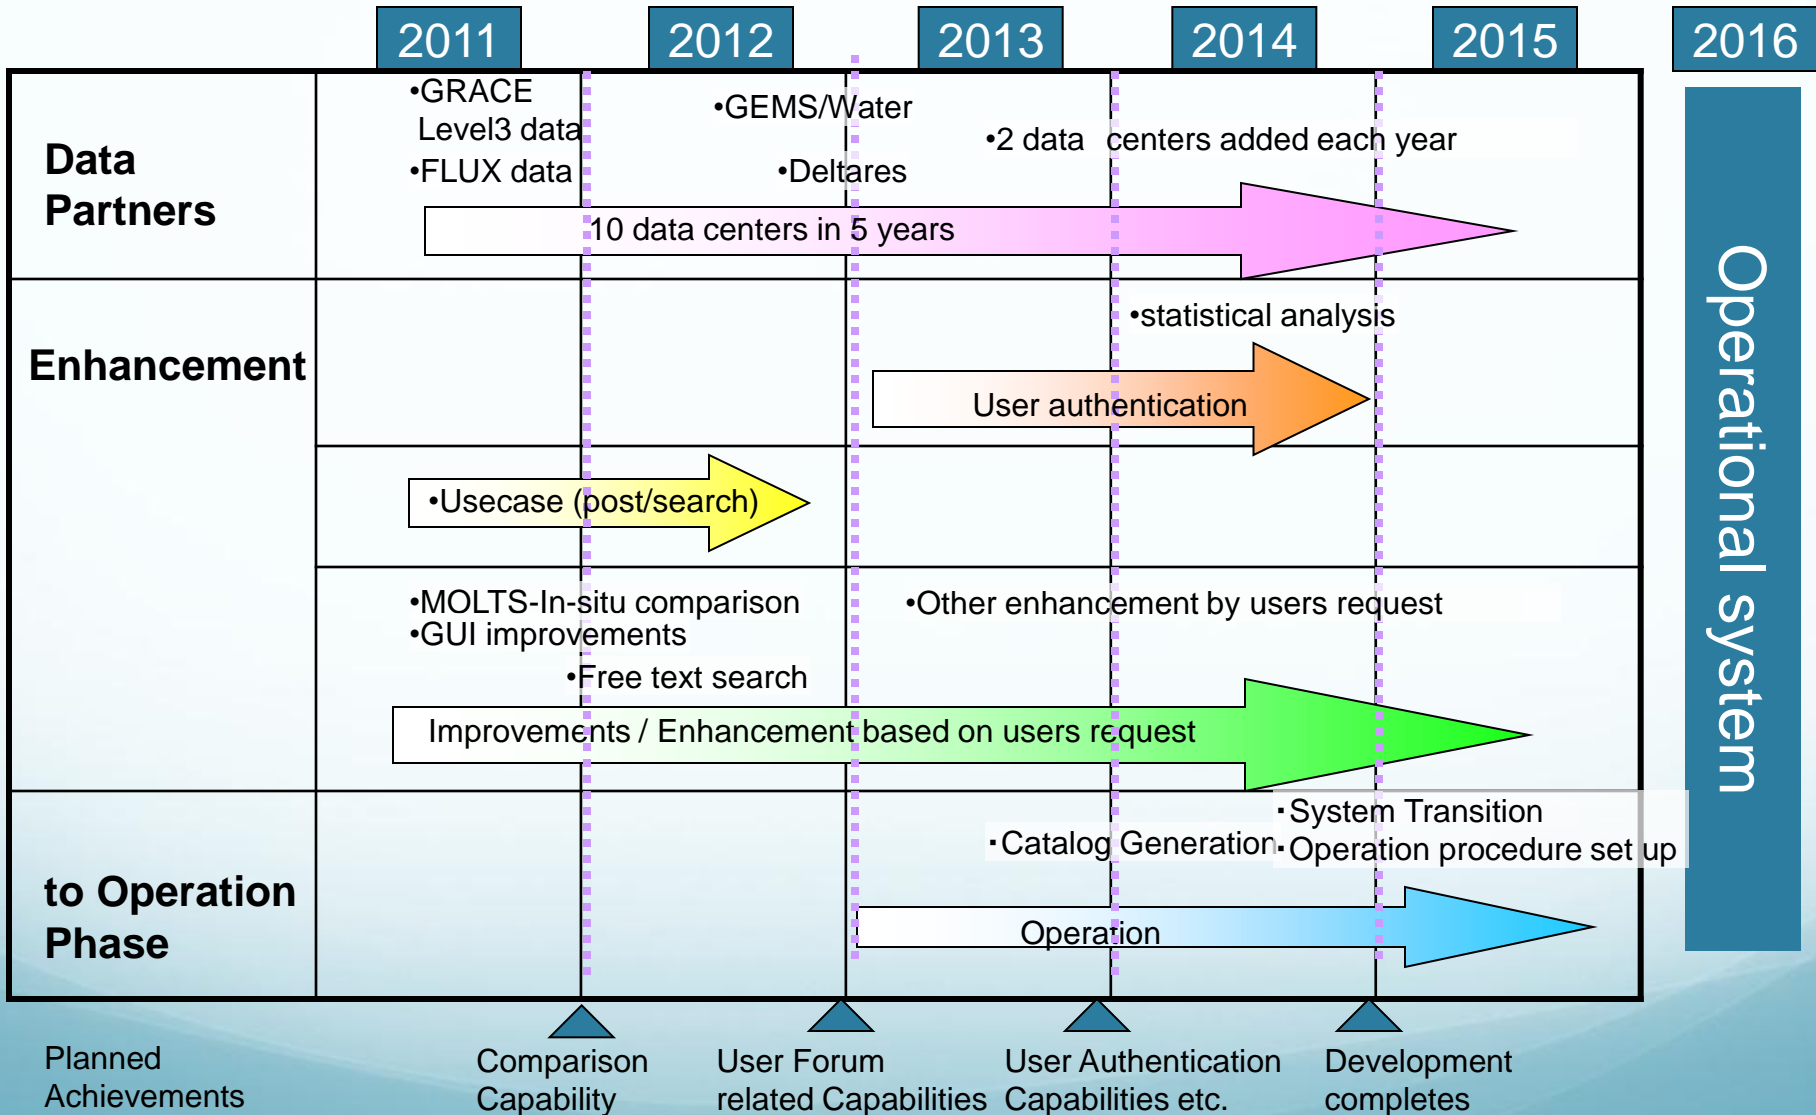 2011
2012
2013
2014
2015
2016
Data
Partners
•GRACE
Level3 data
•FLUX data
•GEMS/Water
•Deltares
•2 data centers added each year
10 data centers in 5 years
Enhancement
•statistical analysis
User authentication
•Usecase (post/search)
•MOLTS-In-situ comparison
•GUI improvements
•Free text search
•Other enhancement by users request
Improvements / Enhancement based on users request
to Operation
Phase
・Catalog Generation
・System Transition
・Operation procedure set up
Operation
Operational system
Planned
Achievements
Comparison
Capability
User Forum
related Capabilities
User Authentication
Capabilities etc.
Development
completes